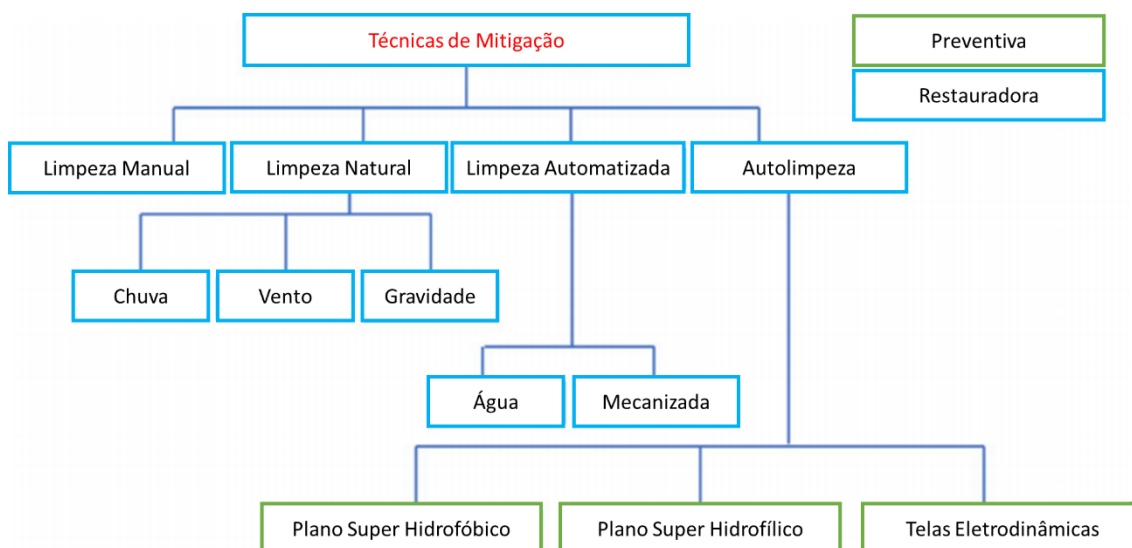 Técnicas de Mitigação
Preventiva
Restauradora
Limpeza Manual
Limpeza Natural
Limpeza Automatizada
Autolimpeza
Chuva
Vento
Gravidade
Água
Mecanizada
Plano Super Hidrofóbico
Plano Super Hidrofílico
Telas Eletrodinâmicas